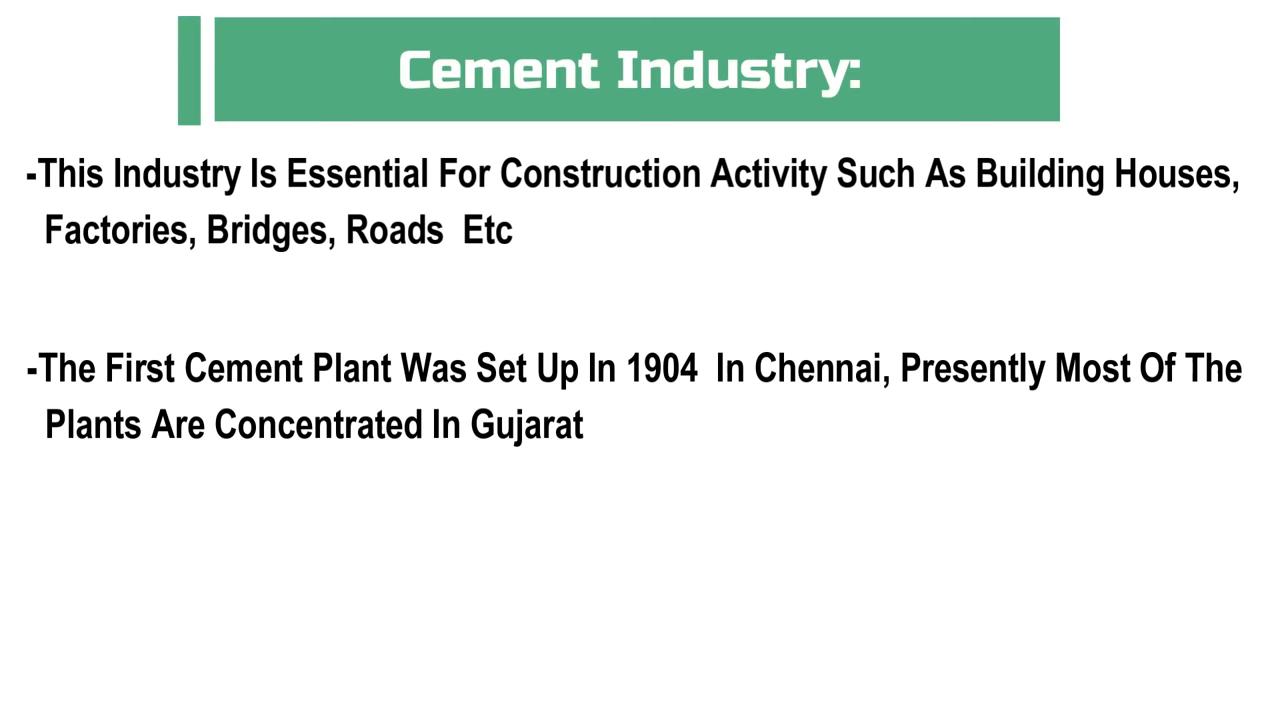 Cement Industry:
-This Industry Is Essential For Construction Activity Such As Building Houses,
Factories, Bridges, Roads  Etc
-The First Cement Plant Was Set Up In 1904  In Chennai, Presently Most Of The
Plants Are Concentrated In Gujarat